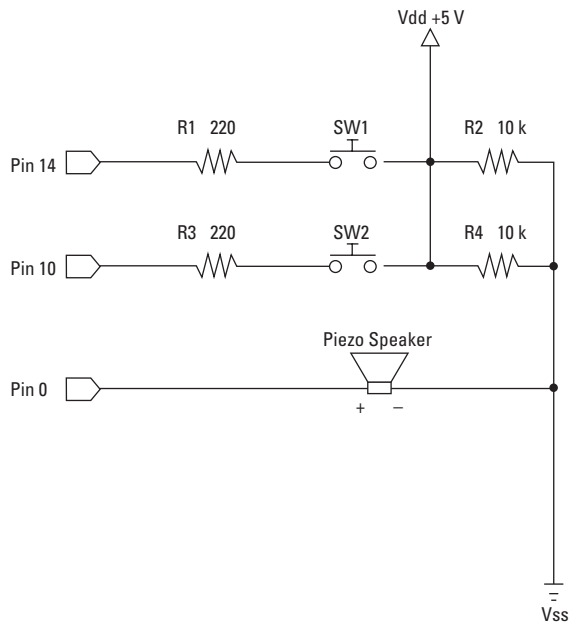 Vdd +5 V
R1 220
SW1
R2 10 k
Pin 14
R3 220
SW2
R4 10 k
Pin 10
Piezo Speaker
Pin 0
+ –
Vss